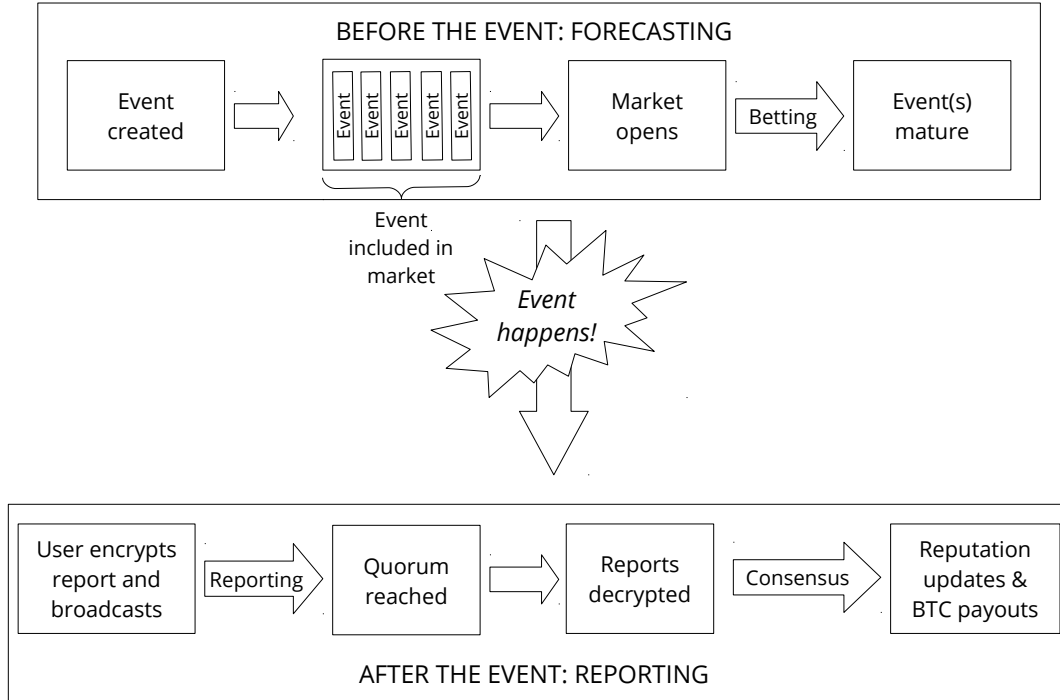 BEFORE THE EVENT: FORECASTING
Event
created
Event
Event
Event
Event
Event
Market
opens
Betting
Event(s)
mature
Event
included in
market
Event
happens!
User encrypts
report and
broadcasts
Reporting
Quorum
reached
Reports
decrypted
Consensus
Reputation
updates &
BTC payouts
AFTER THE EVENT: REPORTING